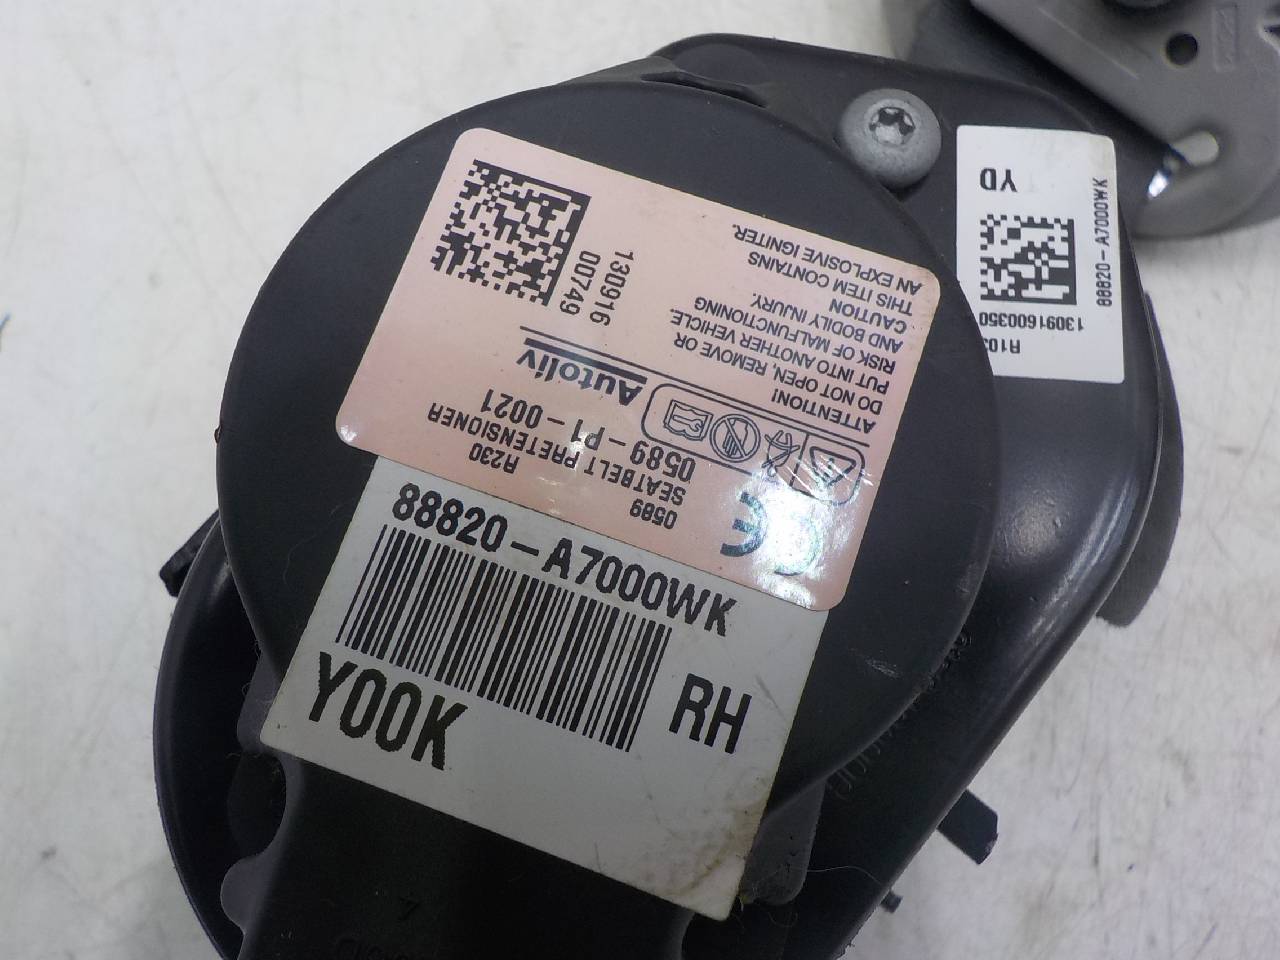 130916
00749
AN EXPLOSIVE IGNITER.
THIS ITEM CONTAINS
CAUTION
AND BODILY INJURY.
RISK OF MALFUNCTIONING
PUT INTO ANOTHER VEHICLE.
DO NOT OPEN, REMOVE OR
ATTENTION!
Autoliv
0589-P1-0021
SEATBELT PRETENSIONER
R230
0589
CE
88820-A7000WK
Y00K
RH
YD
88820-A7000WK
13091600350